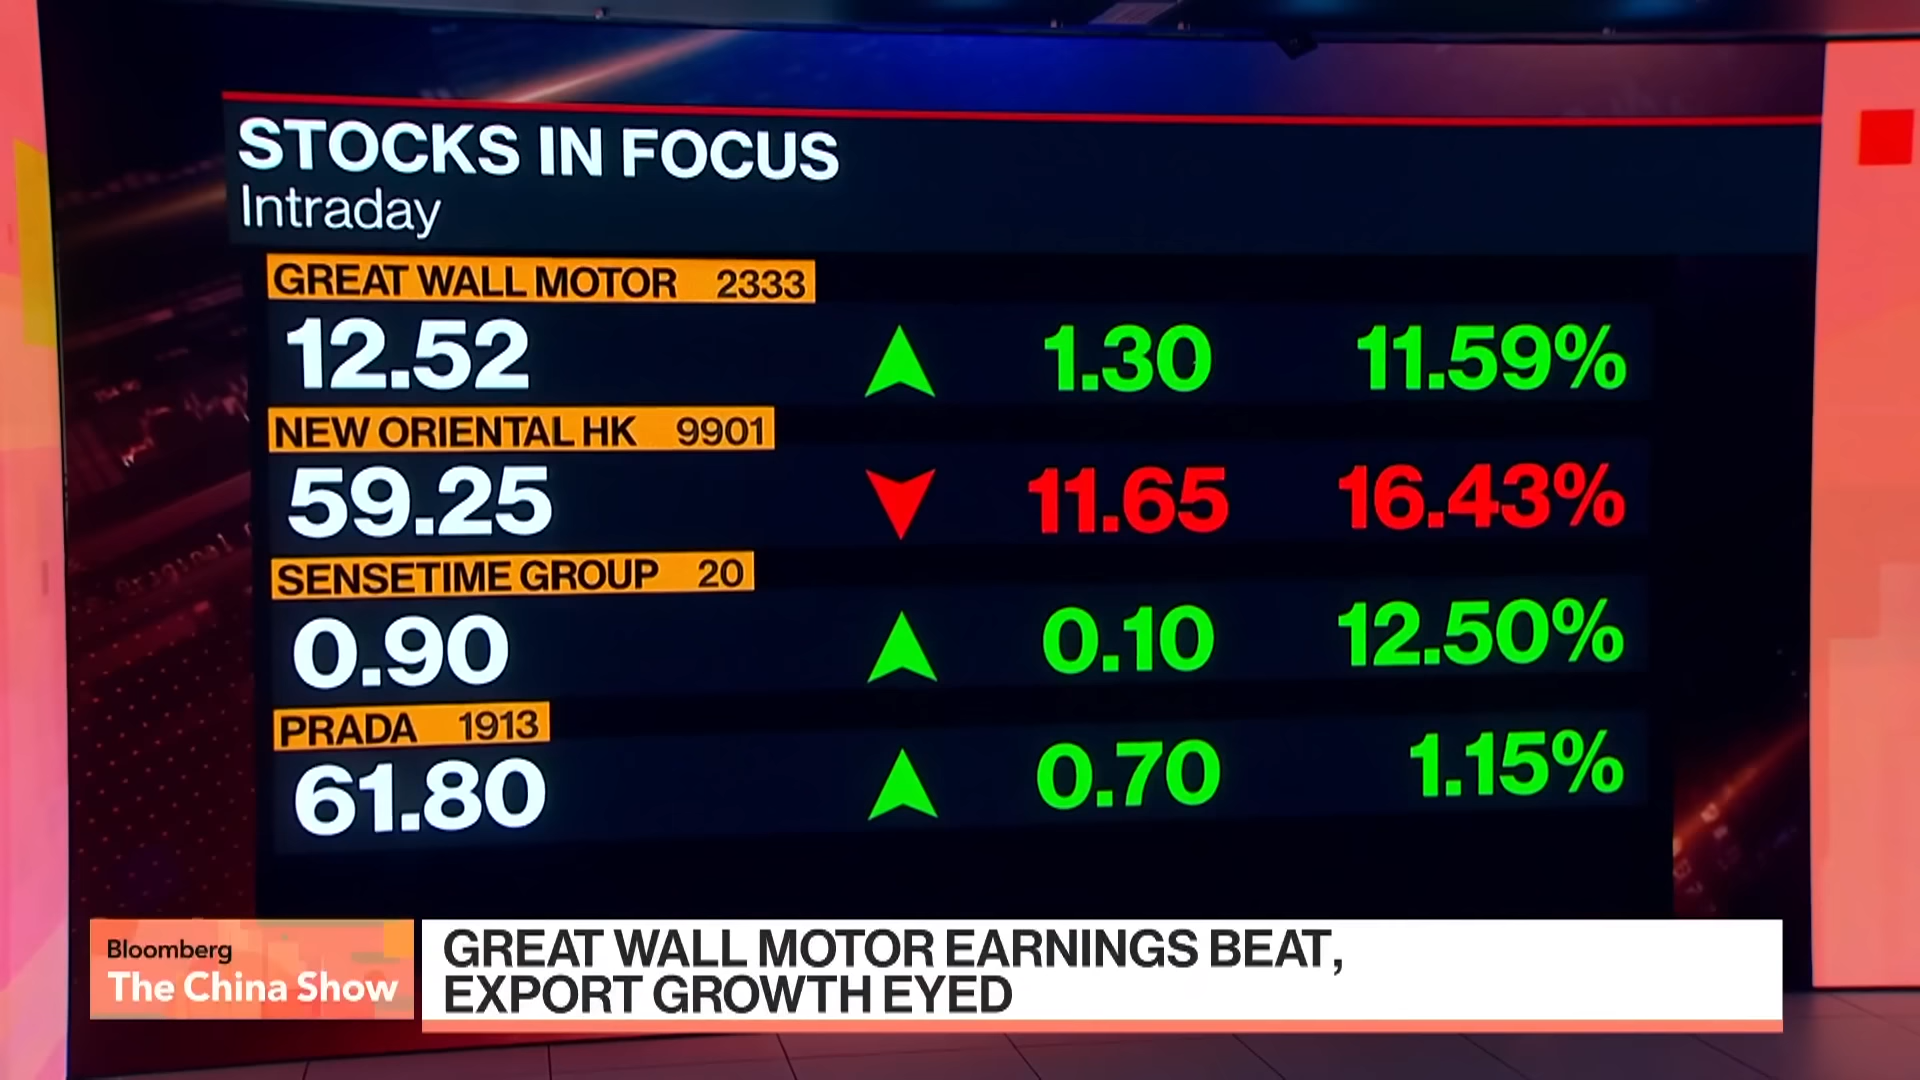 STOCKS IN FOCUS
Intraday
GREAT WALL MOTOR 2333
12.52 1.30 11.59%
NEW ORIENTAL HK 9901
59.25 11.65 16.43%
SENSETIME GROUP 20
0.90 0.10 12.50%
PRADA 1913
61.80 0.70 1.15%
Bloomberg
The China Show
GREAT WALL MOTOR EARNINGS BEAT,
EXPORT GROWTH EYED